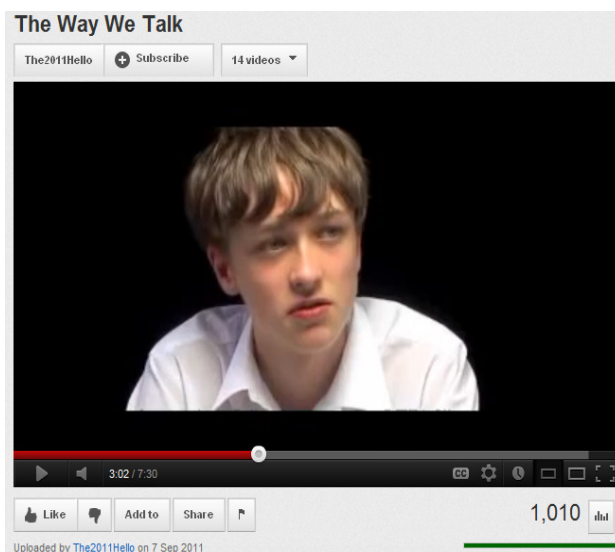 The Way We Talk
The2011Hello Subscribe 14 videos
3:02 / 7:30 CC
Like Add to Share 1,010
Uploaded by The2011Hello on 7 Sep 2011